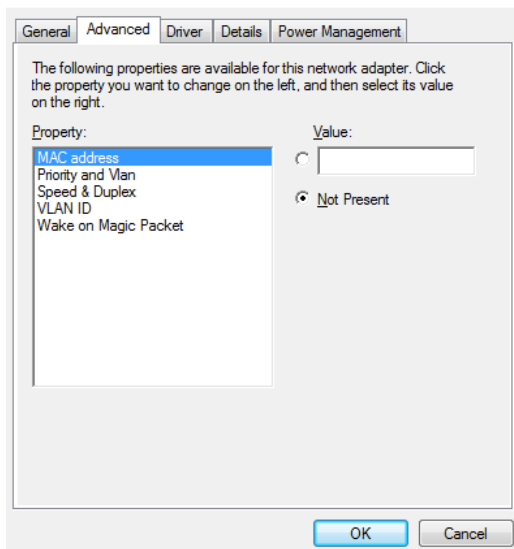 General Advanced Driver Details Power Management
The following properties are available for this network adapter. Click
the property you want to change on the left, and then select its value
on the right.
Property:
Value:
MAC address
Priority and Vlan
Speed & Duplex
VLAN ID
Wake on Magic Packet
Not Present
OK Cancel